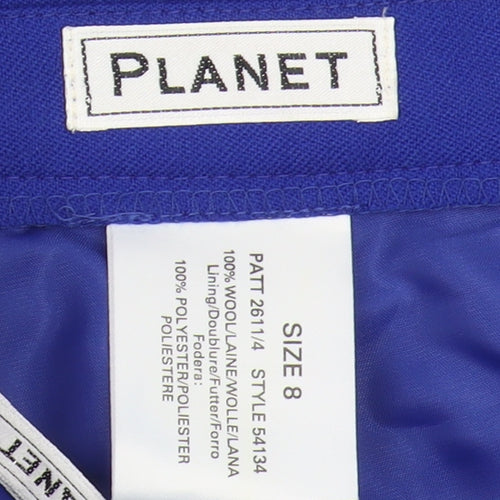 PLANET
SIZE 8
PATT 2611/4 STYLE 54134
100% WOOL/LAINE/WOLLE/LANA
Lining/Doublure/Futter/Forro
Fodera:
100% POLYESTER/POLIESTER
POLIESTERE
NET